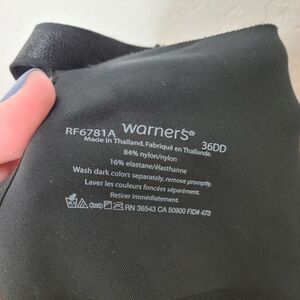 RF6781A warners® 36DD
Made in Thailand. Fabriqué en Thaïlande.
84% nylon/nylon
16% elastane/élasthanne
Wash dark colors separately, remove promptly.
Laver les couleurs foncées séparément.
Retirer immédiatement.
RN 36543 CA 50900 FID# 473